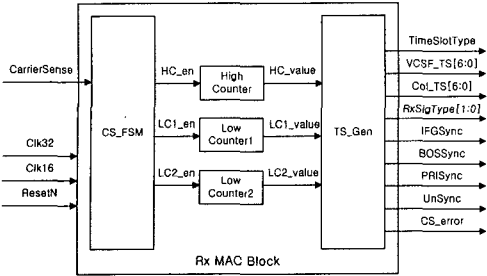 CarrierSense
Clk32
Clk16
ResetN
CS_FSM
HC_en
High
Counter
HC_value
LC1_en
Low
Counter1
LC1_value
LC2_en
Low
Counter2
LC2_value
TS_Gen
TimeSlotType
VCSF_TS[6:0]
Col_TS[6:0]
RxSigType[1:0]
IFGSync
BOSSync
PRISync
UnSync
CS_error
Rx MAC Block